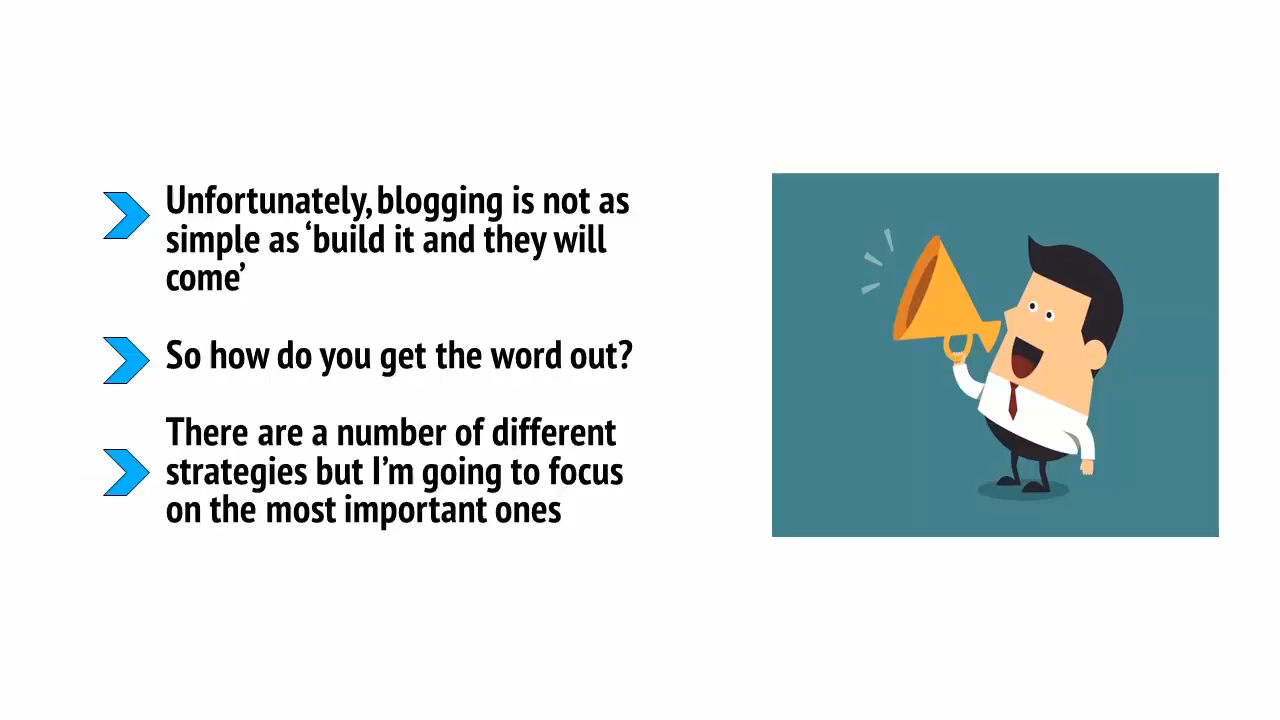 Unfortunately, blogging is not as
simple as ‘build it and they will
come’
So how do you get the word out?
There are a number of different
strategies but I’m going to focus
on the most important ones